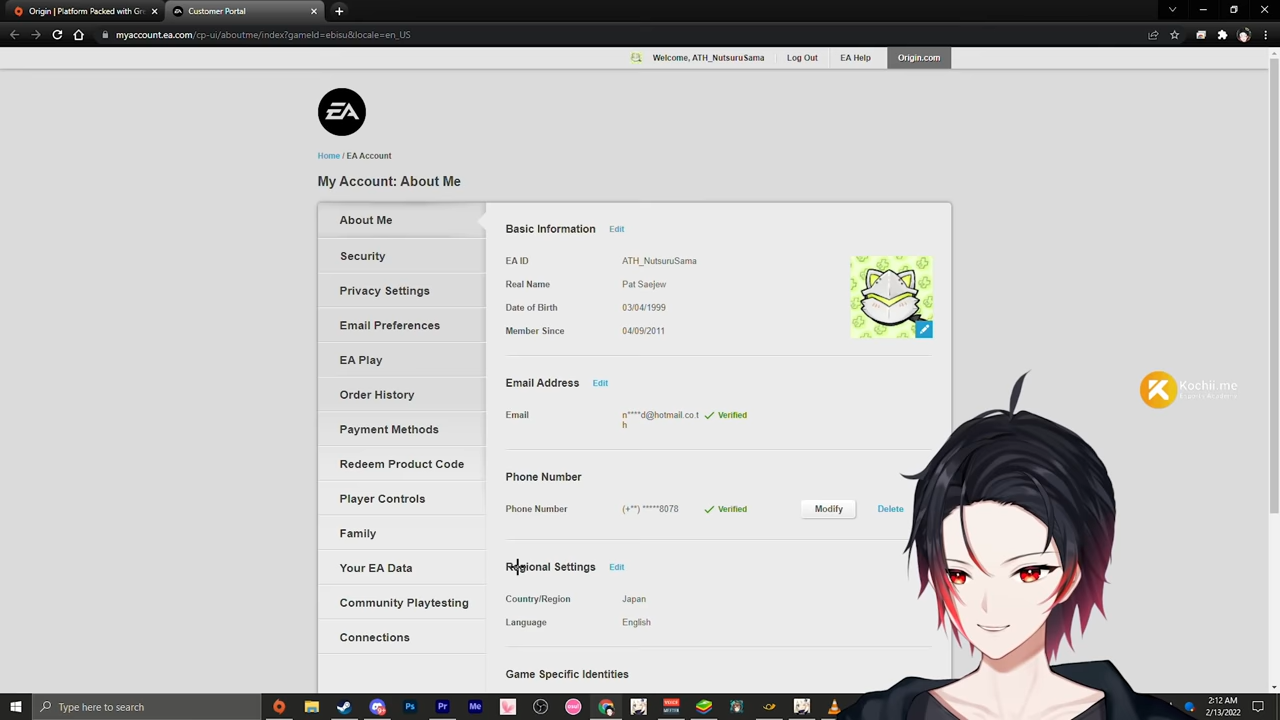 Origin | Platform Packed with Gre
Customer Portal
myaccount.ea.com/cp-ui/aboutme/index?gameId=ebisu&locale=en_US
Welcome, ATH_NutsuruSama
Log Out
EA Help
Origin.com
EA
Home / EA Account
My Account: About Me
About Me
Security
Privacy Settings
Email Preferences
EA Play
Order History
Payment Methods
Redeem Product Code
Player Controls
Family
Your EA Data
Community Playtesting
Connections
Basic Information Edit
EA ID ATH_NutsuruSama
Real Name Pat Saejew
Date of Birth 03/04/1999
Member Since 04/09/2011
Email Address Edit
Email n****d@hotmail.co.t Verified
h
Phone Number
Phone Number (+**) *****8078 Verified Modify Delete
Regional Settings Edit
Country/Region Japan
Language English
Game Specific Identities
Kochii.me
Esports Academy
Type here to search
2:12 AM
2/13/2022